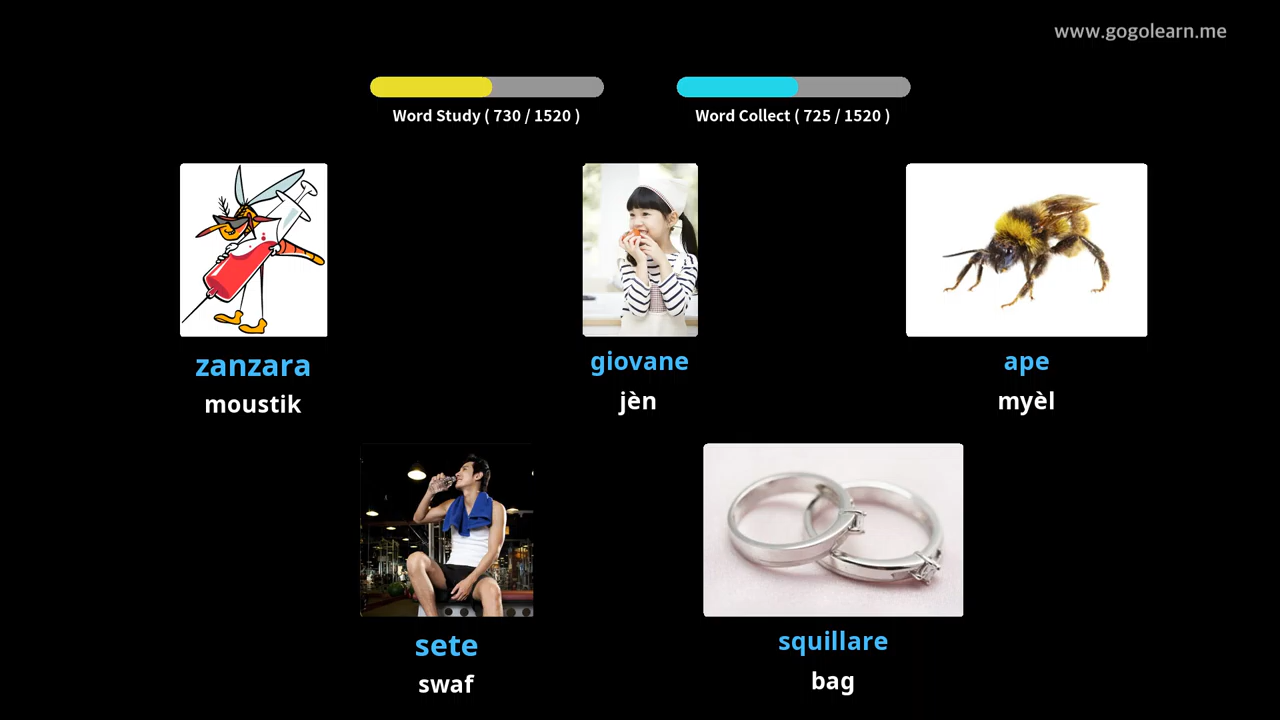 www.gogolearn.me
Word Study ( 730 / 1520 )
Word Collect ( 725 / 1520 )
zanzara
moustik
giovane
jèn
ape
myèl
sete
swaf
squillare
bag